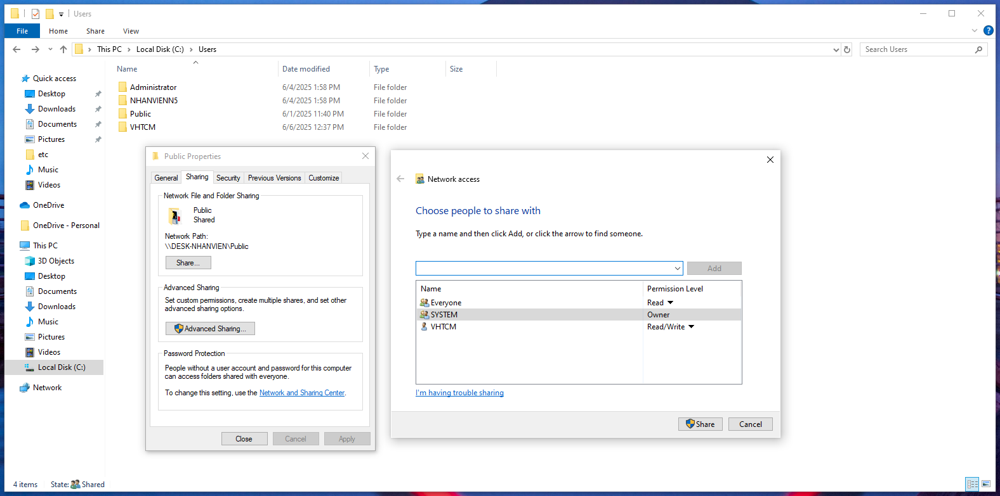 Users
File
Home
Share
View
This PC
Local Disk (C:)
Users
Search Users
Name
Date modified
Type
Size
Quick access
Desktop
Downloads
Documents
Pictures
etc
Music
Videos
OneDrive
OneDrive - Personal
This PC
3D Objects
Desktop
Documents
Downloads
Music
Pictures
Videos
Local Disk (C:)
Network
Administrator 6/4/2025 1:58 PM File folder
NHANVIENN5 6/4/2025 1:58 PM File folder
Public 6/1/2025 11:40 PM File folder
VHTCM 6/6/2025 12:37 PM File folder
Public Properties
General Sharing Security Previous Versions Customize
Network File and Folder Sharing
Public
Shared
Network Path:
\\DESK-NHANVIEN\Public
Share...
Advanced Sharing
Set custom permissions, create multiple shares, and set other
advanced sharing options.
Advanced Sharing...
Password Protection
People without a user account and password for this computer
can access folders shared with everyone.
To change this setting, use the Network and Sharing Center.
Close Cancel Apply
Network access
Choose people to share with
Type a name and then click Add, or click the arrow to find someone.
Add
Name Permission Level
Everyone Read
SYSTEM Owner
VHTCM Read/Write
I'm having trouble sharing
Share Cancel
4 items State: Shared